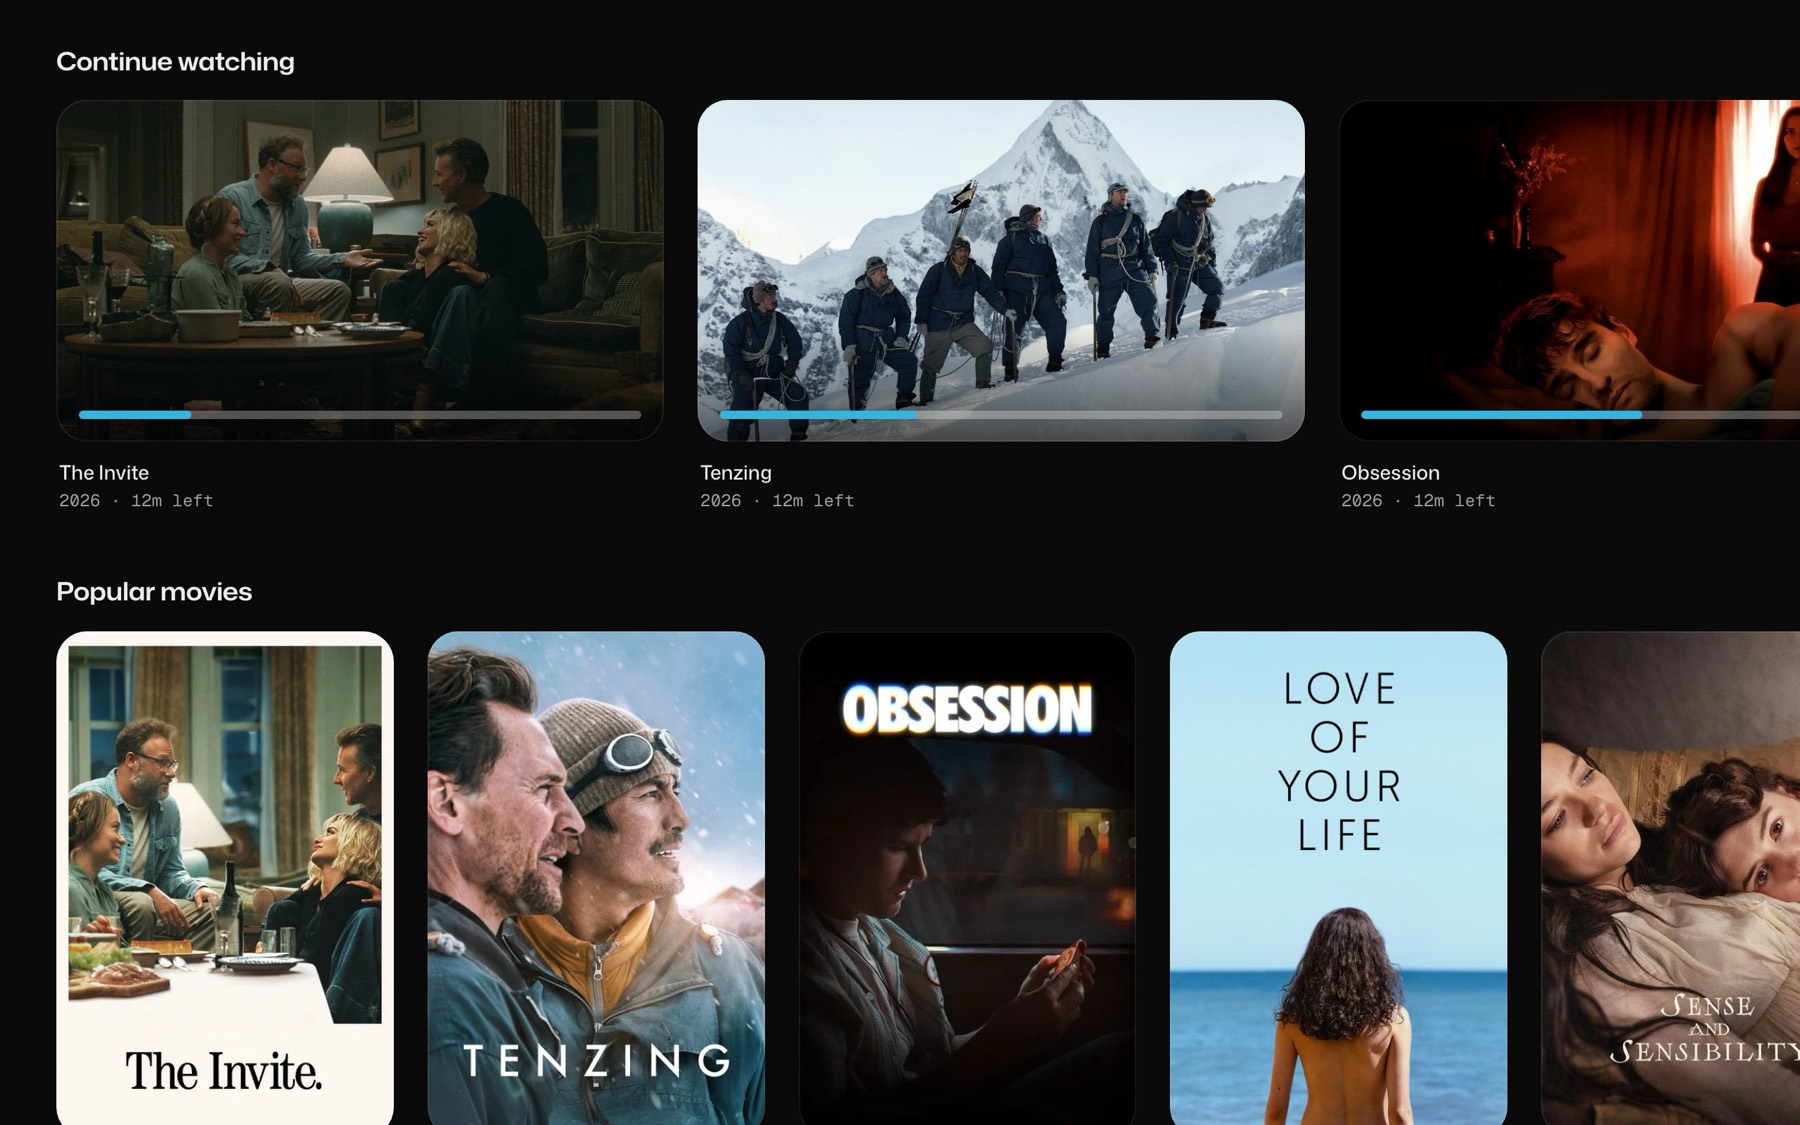 Continue watching
The Invite
2026 · 12m left
Tenzing
2026 · 12m left
Obsession
2026 · 12m left
Popular movies
The Invite.
TENZING
OBSESSION
LOVE
OF
YOUR
LIFE
SENSE
AND
SENSIBILITY